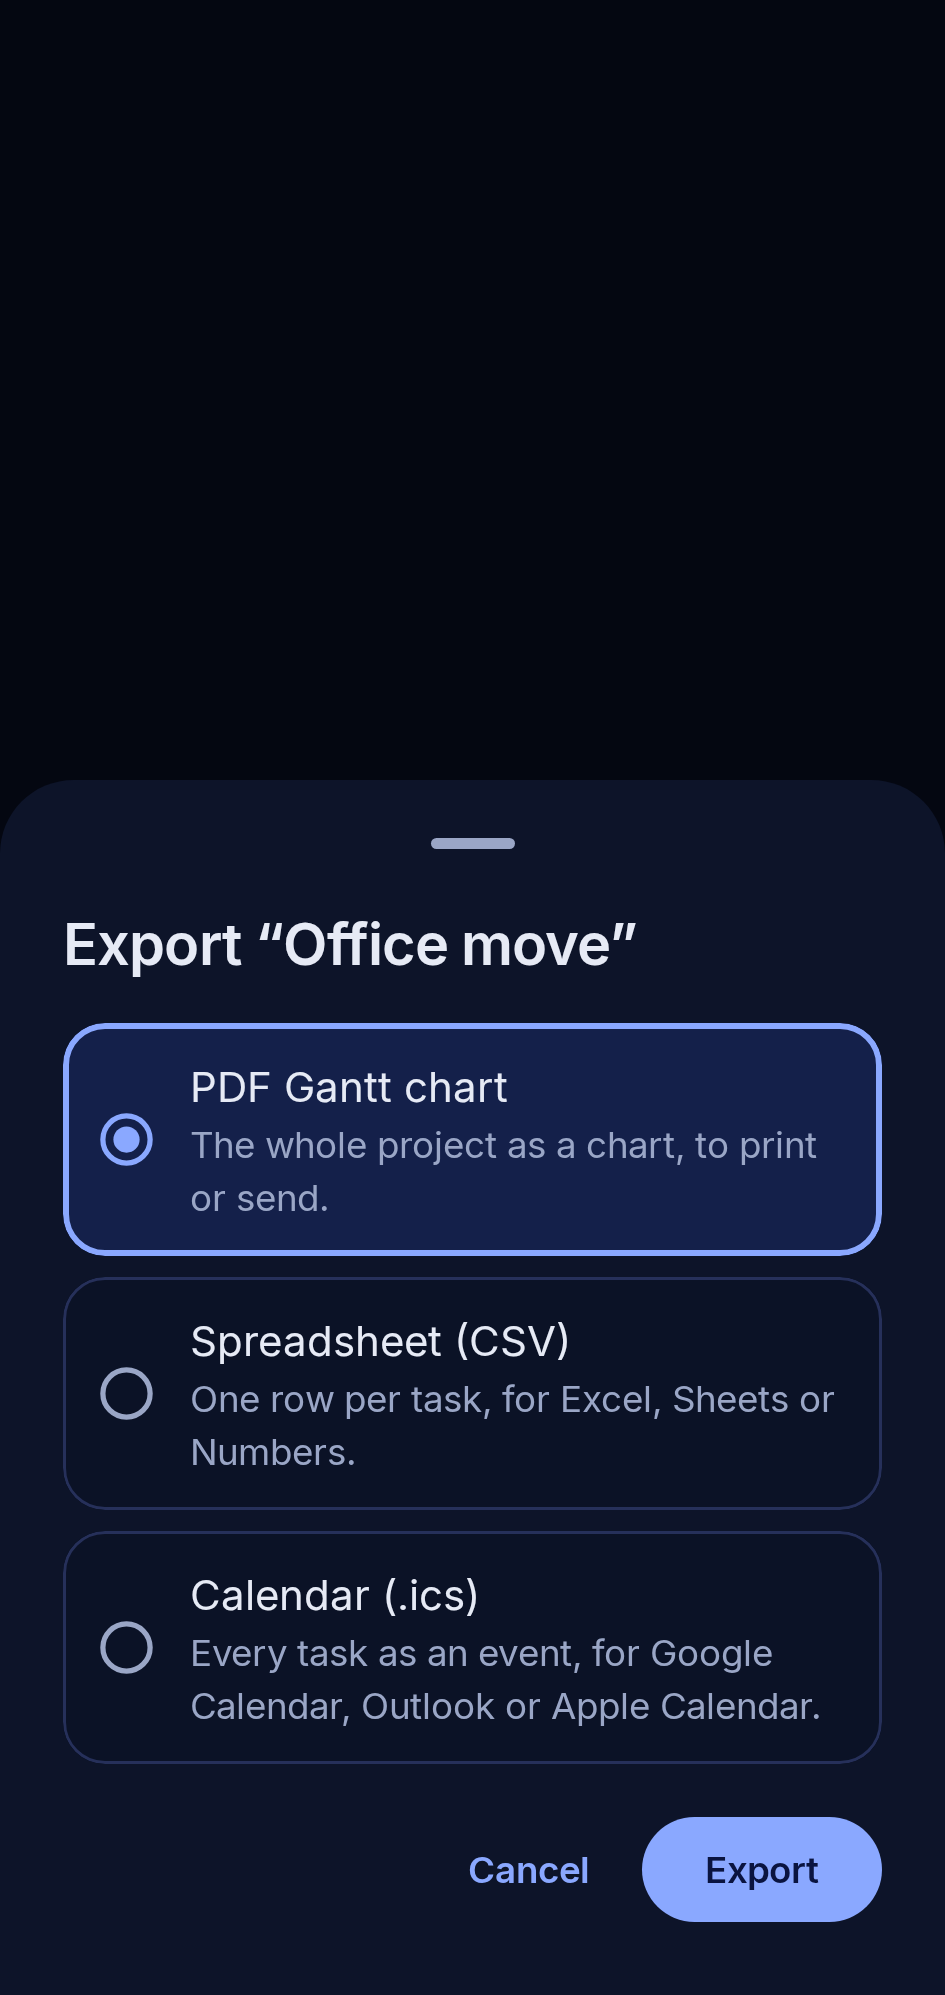 Export “Office move”
PDF Gantt chart
The whole project as a chart, to print
or send.
Spreadsheet (CSV)
One row per task, for Excel, Sheets or
Numbers.
Calendar (.ics)
Every task as an event, for Google
Calendar, Outlook or Apple Calendar.
Cancel
Export